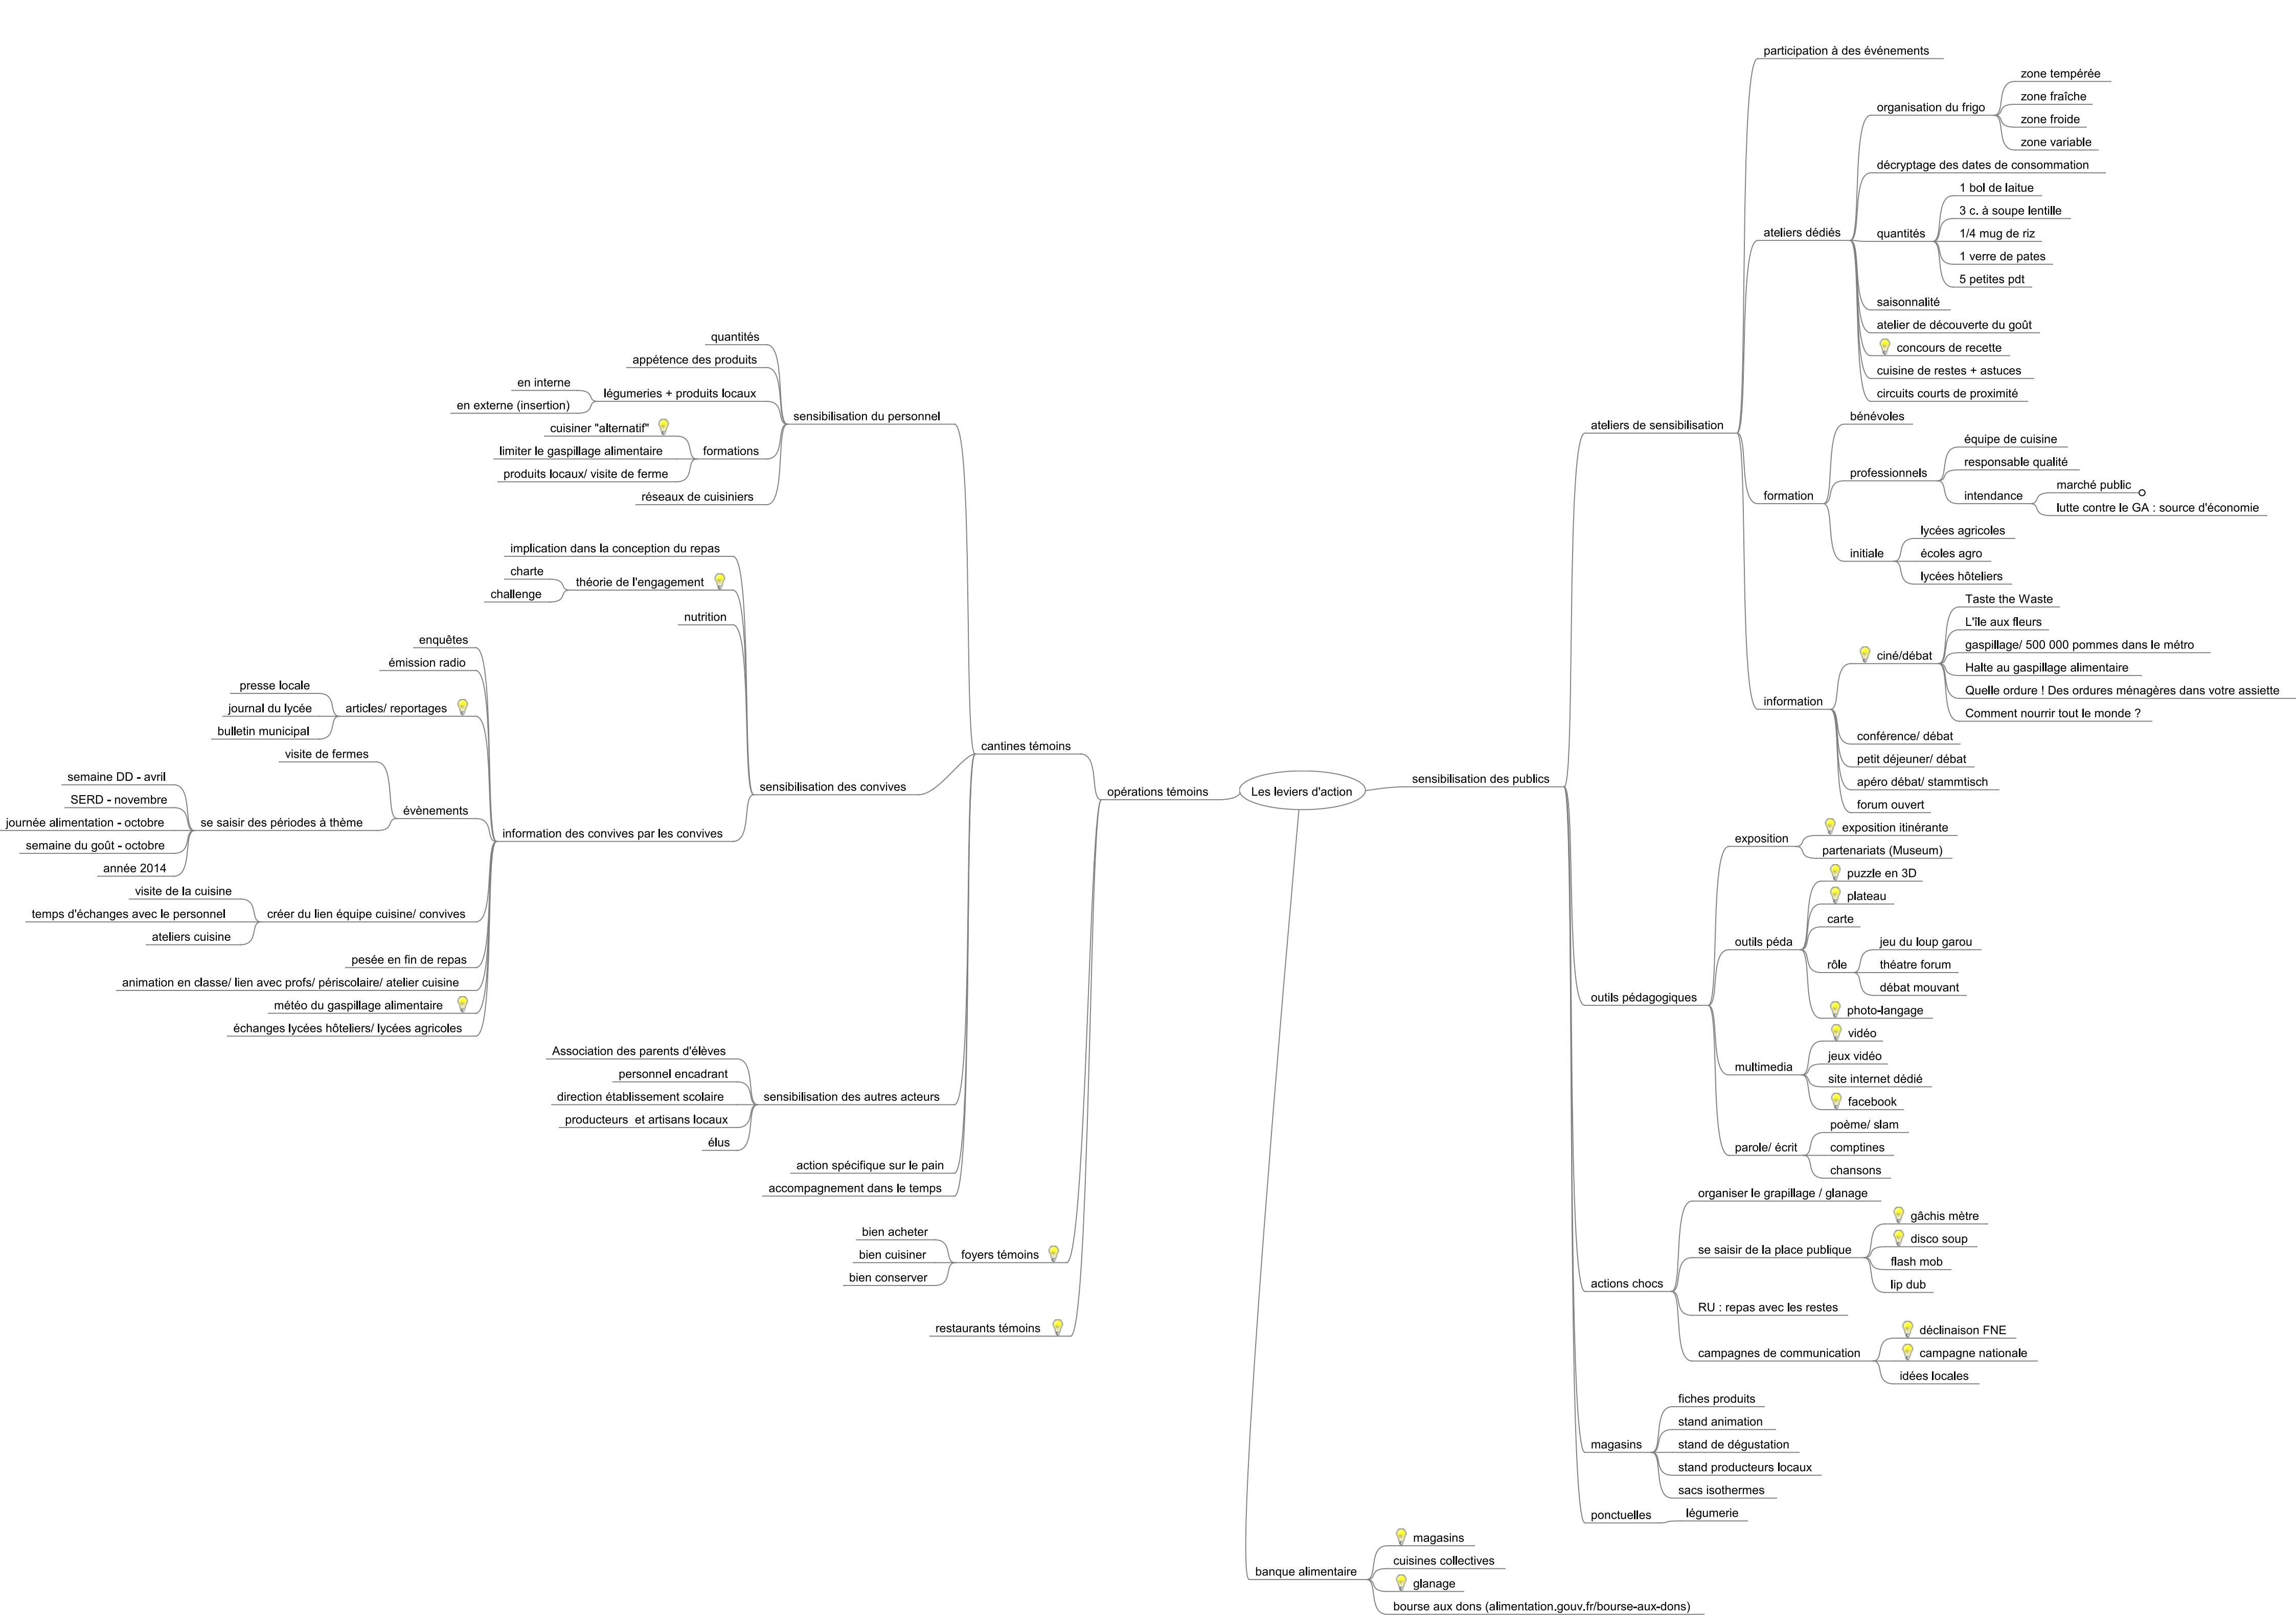 Les leviers d'action
sensibilisation des publics
ateliers de sensibilisation
participation à des événements
ateliers dédiés
organisation du frigo
zone tempérée
zone fraîche
zone froide
zone variable
décryptage des dates de consommation
quantités
1 bol de laitue
3 c. à soupe lentille
1/4 mug de riz
1 verre de pates
5 petites pdt
saisonnalité
atelier de découverte du goût
concours de recette
cuisine de restes + astuces
circuits courts de proximité
formation
bénévoles
professionnels
équipe de cuisine
responsable qualité
intendance
marché public
lutte contre le GA : source d'économie
initiale
lycées agricoles
écoles agro
lycées hôteliers
information
ciné/débat
Taste the Waste
L'île aux fleurs
gaspillage/ 500 000 pommes dans le métro
Halte au gaspillage alimentaire
Quelle ordure ! Des ordures ménagères dans votre assiette
Comment nourrir tout le monde ?
conférence/ débat
petit déjeuner/ débat
apéro débat/ stammtisch
forum ouvert
outils pédagogiques
exposition
exposition itinérante
partenariats (Museum)
outils péda
puzzle en 3D
plateau
carte
rôle
jeu du loup garou
théatre forum
débat mouvant
photo-langage
multimedia
vidéo
jeux vidéo
site internet dédié
facebook
parole/ écrit
poème/ slam
comptines
chansons
actions chocs
organiser le grapillage / glanage
se saisir de la place publique
gâchis mètre
disco soup
flash mob
lip dub
RU : repas avec les restes
campagnes de communication
déclinaison FNE
campagne nationale
idées locales
magasins
fiches produits
stand animation
stand de dégustation
stand producteurs locaux
sacs isothermes
ponctuelles
légumerie
banque alimentaire
magasins
cuisines collectives
glanage
bourse aux dons (alimentation.gouv.fr/bourse-aux-dons)
opérations témoins
cantines témoins
sensibilisation du personnel
quantités
appétence des produits
légumeries + produits locaux
en interne
en externe (insertion)
formations
cuisiner "alternatif"
limiter le gaspillage alimentaire
produits locaux/ visite de ferme
réseaux de cuisiniers
sensibilisation des convives
implication dans la conception du repas
théorie de l'engagement
charte
challenge
nutrition
information des convives par les convives
enquêtes
émission radio
articles/ reportages
presse locale
journal du lycée
bulletin municipal
évènements
visite de fermes
se saisir des périodes à thème
semaine DD - avril
SERD - novembre
journée alimentation - octobre
semaine du goût - octobre
année 2014
créer du lien équipe cuisine/ convives
visite de la cuisine
temps d'échanges avec le personnel
ateliers cuisine
pesée en fin de repas
animation en classe/ lien avec profs/ périscolaire/ atelier cuisine
météo du gaspillage alimentaire
échanges lycées hôteliers/ lycées agricoles
sensibilisation des autres acteurs
Association des parents d'élèves
personnel encadrant
direction établissement scolaire
producteurs et artisans locaux
élus
action spécifique sur le pain
accompagnement dans le temps
foyers témoins
bien acheter
bien cuisiner
bien conserver
restaurants témoins